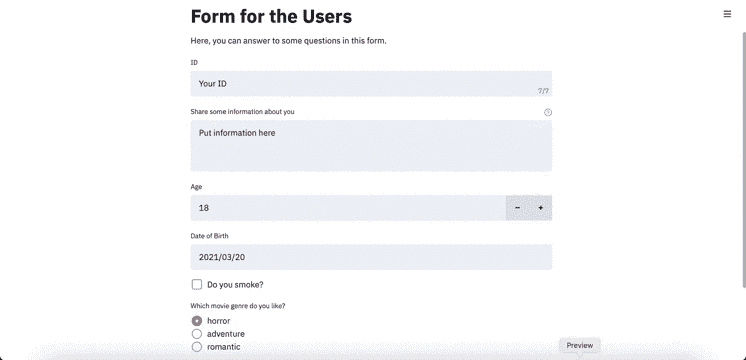 Form for the Users
Here, you can answer to some questions in this form.
ID
Your ID
7/7
Share some information about you
Put information here
Age
18
Date of Birth
2021/03/20
Do you smoke?
Which movie genre do you like?
horror
adventure
romantic
Preview